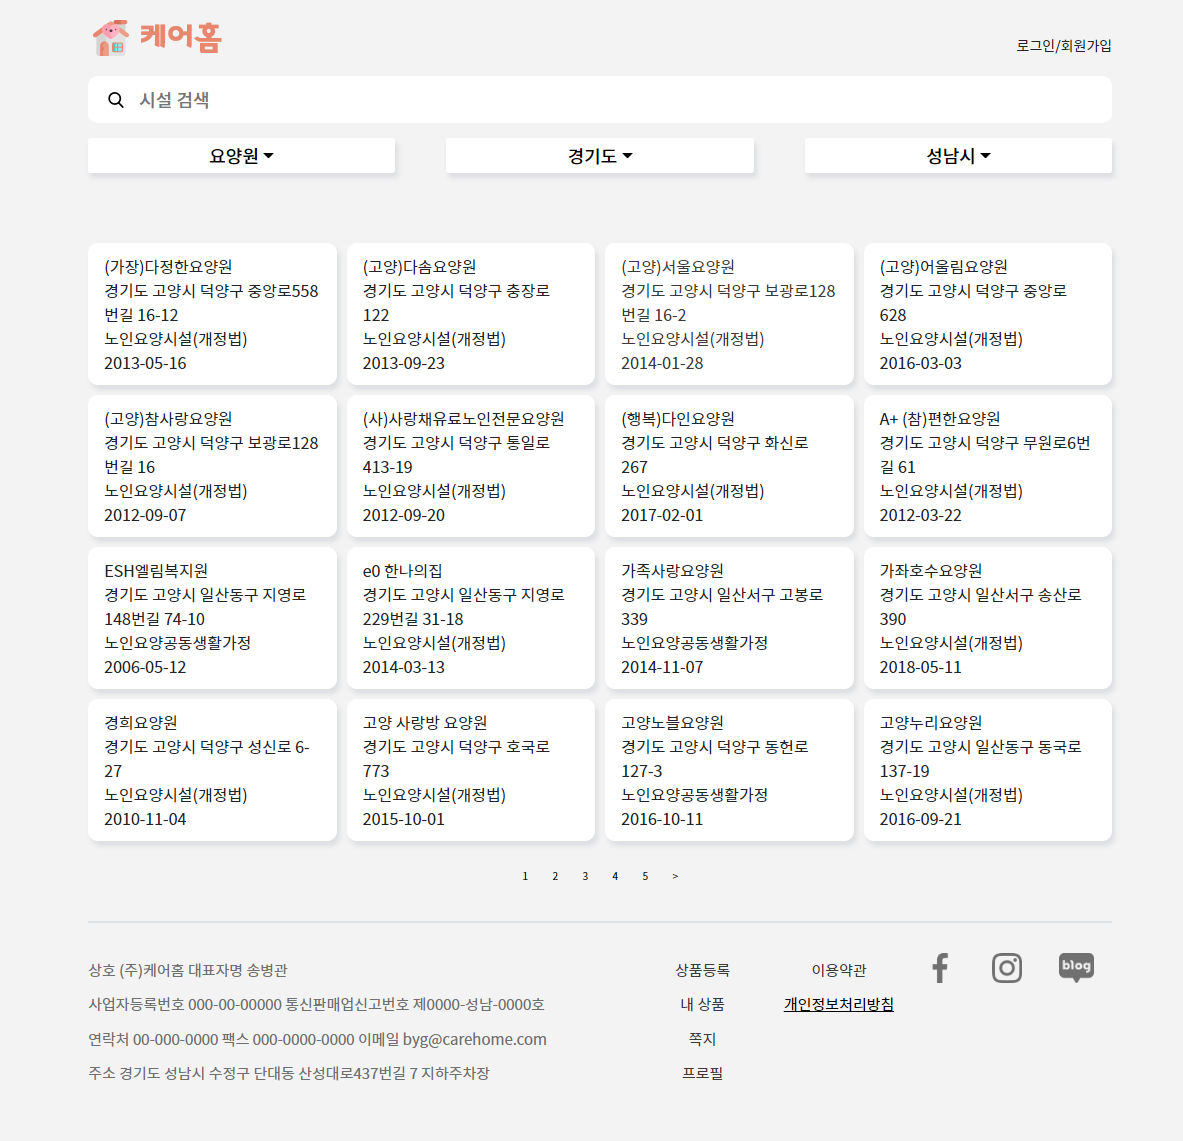 케어홈
로그인/회원가입
시설 검색
요양원
경기도
성남시
(가장)다정한요양원
경기도 고양시 덕양구 중앙로558
번길 16-12
노인요양시설(개정법)
2013-05-16
(고양)다솜요양원
경기도 고양시 덕양구 충장로
122
노인요양시설(개정법)
2013-09-23
(고양)서울요양원
경기도 고양시 덕양구 보광로128
번길 16-2
노인요양시설(개정법)
2014-01-28
(고양)어울림요양원
경기도 고양시 덕양구 중앙로
628
노인요양시설(개정법)
2016-03-03
(고양)참사랑요양원
경기도 고양시 덕양구 보광로128
번길 16
노인요양시설(개정법)
2012-09-07
(사)사랑채유료노인전문요양원
경기도 고양시 덕양구 통일로
413-19
노인요양시설(개정법)
2012-09-20
(행복)다인요양원
경기도 고양시 덕양구 화신로
267
노인요양시설(개정법)
2017-02-01
A+ (참)편한요양원
경기도 고양시 덕양구 무원로6번
길 61
노인요양시설(개정법)
2012-03-22
ESH엘림복지원
경기도 고양시 일산동구 지영로
148번길 74-10
노인요양공동생활가정
2006-05-12
e0 한나의집
경기도 고양시 일산동구 지영로
229번길 31-18
노인요양시설(개정법)
2014-03-13
가족사랑요양원
경기도 고양시 일산서구 고봉로
339
노인요양공동생활가정
2014-11-07
가좌호수요양원
경기도 고양시 일산서구 송산로
390
노인요양시설(개정법)
2018-05-11
경희요양원
경기도 고양시 덕양구 성신로 6-
27
노인요양시설(개정법)
2010-11-04
고양 사랑방 요양원
경기도 고양시 덕양구 호국로
773
노인요양시설(개정법)
2015-10-01
고양노블요양원
경기도 고양시 덕양구 동헌로
127-3
노인요양공동생활가정
2016-10-11
고양누리요양원
경기도 고양시 일산동구 동국로
137-19
노인요양시설(개정법)
2016-09-21
1 2 3 4 5 >
상호 (주)케어홈 대표자명 송병관
사업자등록번호 000-00-00000 통신판매업신고번호 제0000-성남-0000호
연락처 00-000-0000 팩스 000-0000-0000 이메일 byg@carehome.com
주소 경기도 성남시 수정구 단대동 산성대로437번길 7 지하주차장
상품등록
내 상품
쪽지
프로필
이용약관
개인정보처리방침
blog